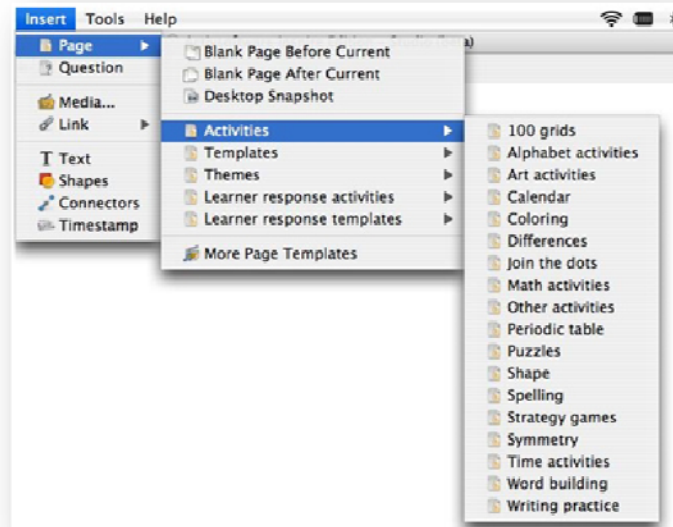 Insert Tools Help
Page
Question
Media...
Link
Text
Shapes
Connectors
Timestamp
Blank Page Before Current
Blank Page After Current
Desktop Snapshot
Activities
Templates
Themes
Learner response activities
Learner response templates
More Page Templates
100 grids
Alphabet activities
Art activities
Calendar
Coloring
Differences
Join the dots
Math activities
Other activities
Periodic table
Puzzles
Shape
Spelling
Strategy games
Symmetry
Time activities
Word building
Writing practice